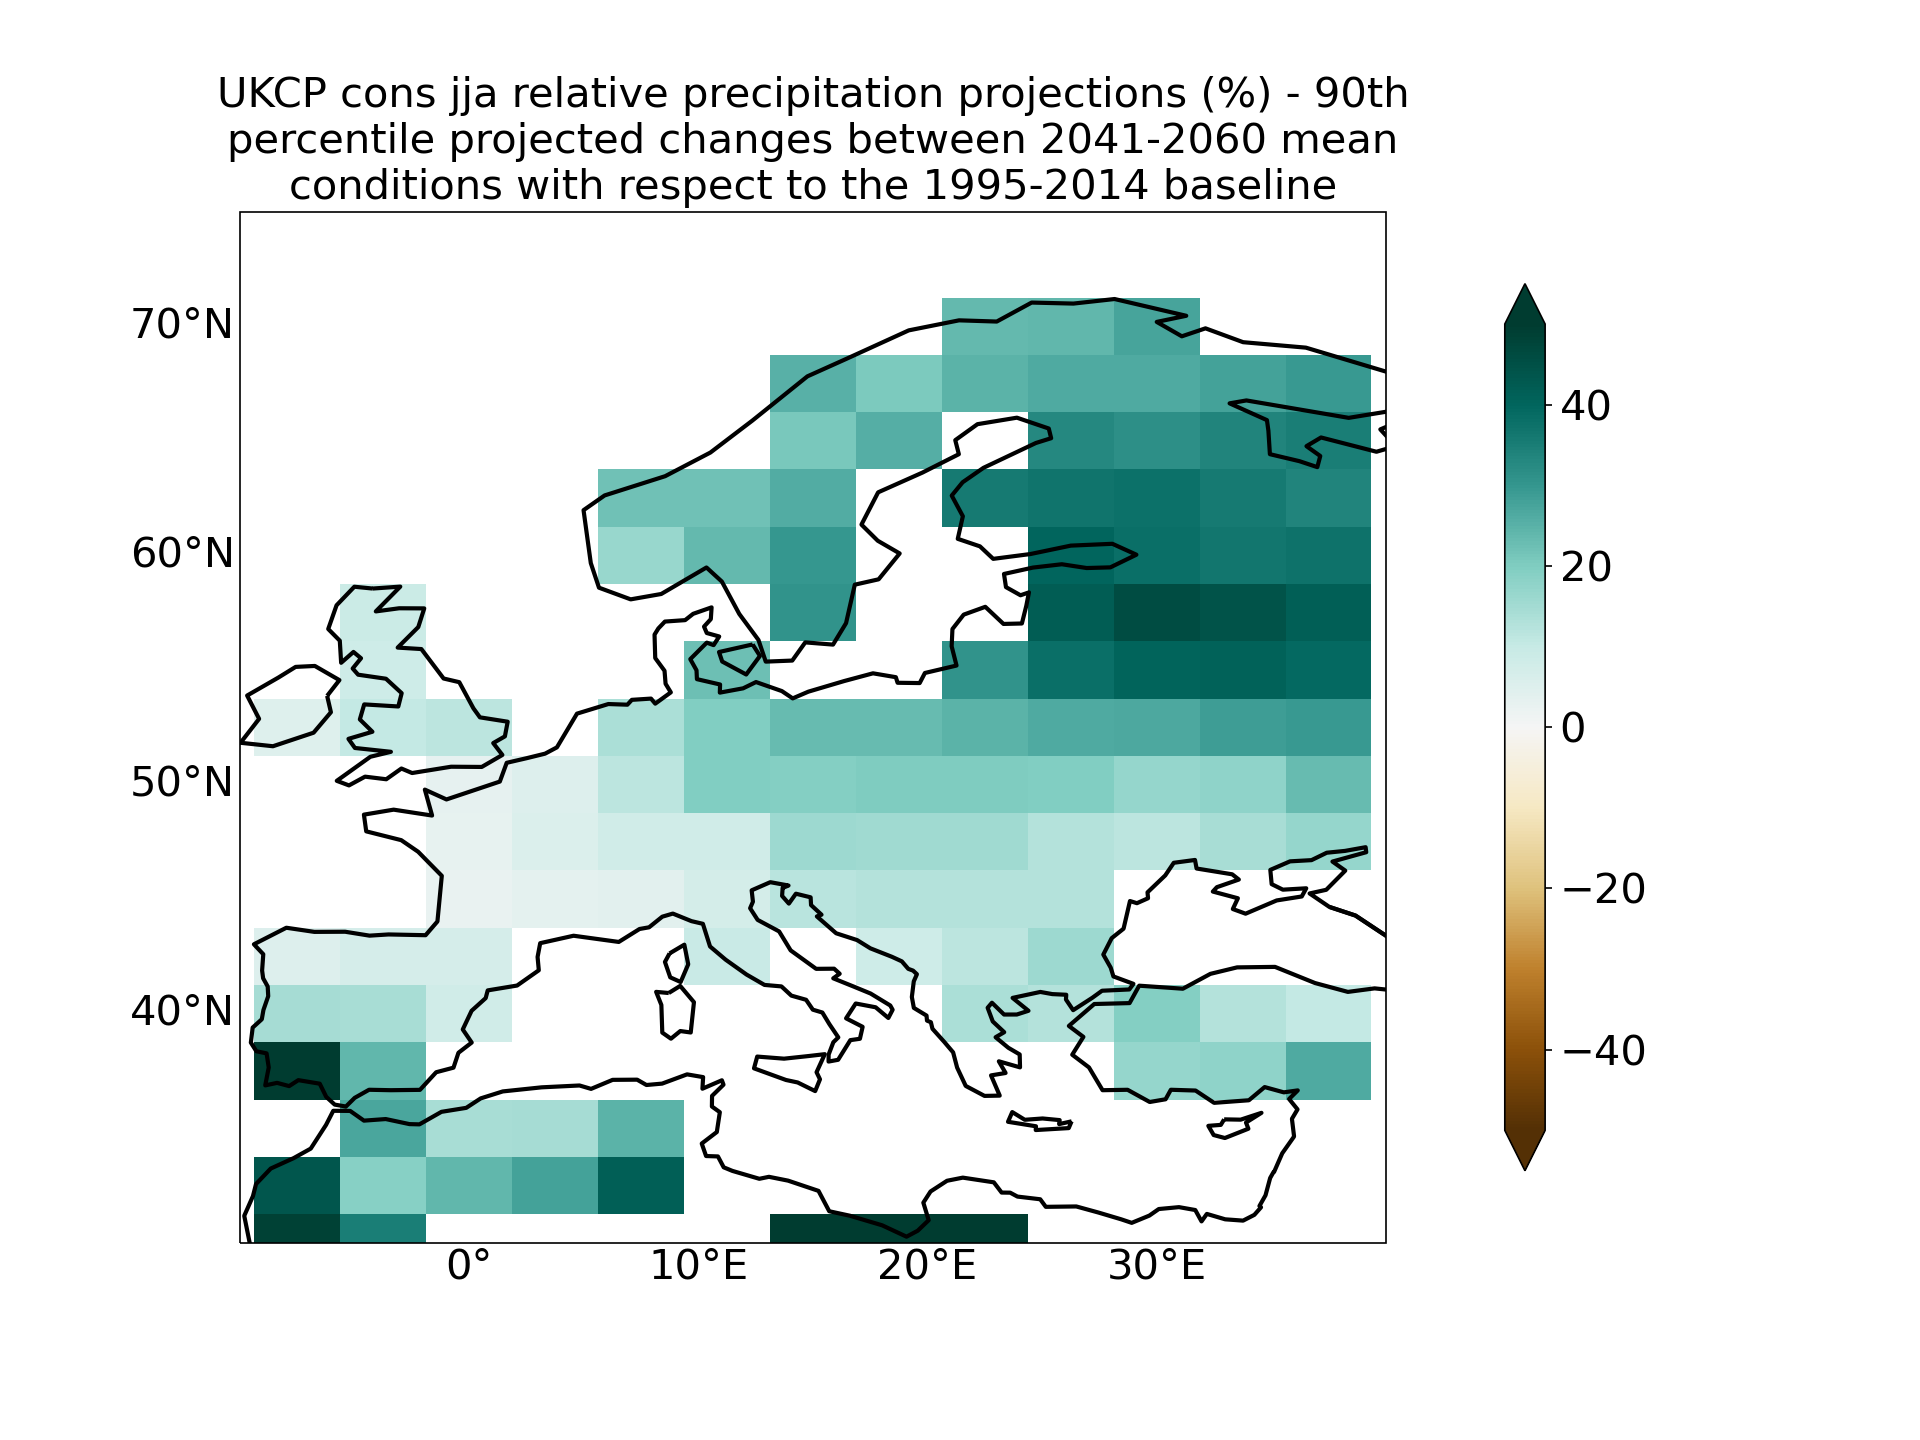 UKCP cons jja relative precipitation projections (%) - 90th
percentile projected changes between 2041-2060 mean
conditions with respect to the 1995-2014 baseline
70°N
60°N
50°N
40°N
0°
10°E
20°E
30°E
40
20
0
−20
−40